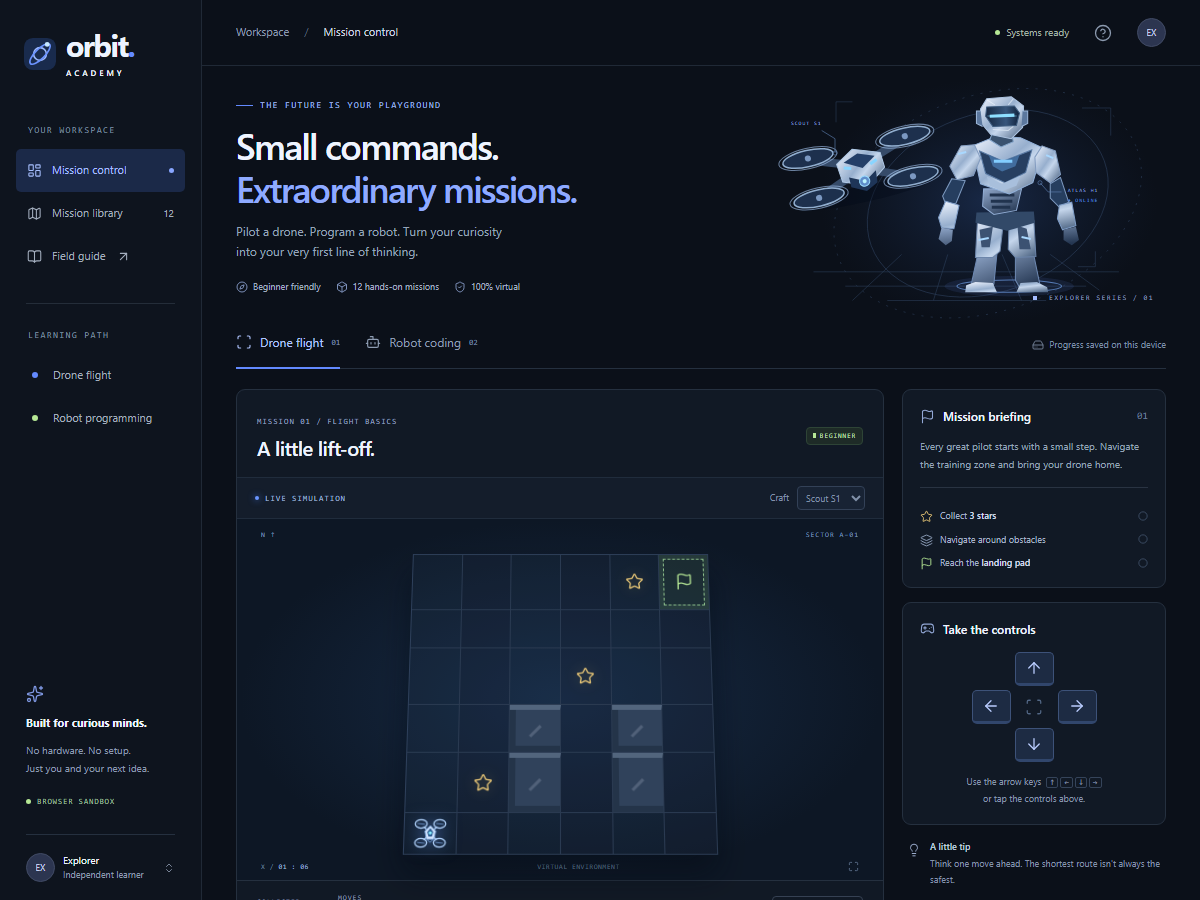 orbit.
ACADEMY
YOUR WORKSPACE
Mission control
Mission library 12
Field guide
LEARNING PATH
Drone flight
Robot programming
Built for curious minds.
No hardware. No setup.
Just you and your next idea.
BROWSER SANDBOX
EX
Explorer
Independent learner
Workspace / Mission control
Systems ready
EX
THE FUTURE IS YOUR PLAYGROUND
Small commands.
Extraordinary missions.
Pilot a drone. Program a robot. Turn your curiosity
into your very first line of thinking.
Beginner friendly
12 hands-on missions
100% virtual
SCOUT S1
ATLAS H1
ONLINE
EXPLORER SERIES / 01
Drone flight 01
Robot coding 02
Progress saved on this device
MISSION 01 / FLIGHT BASICS
A little lift-off.
BEGINNER
LIVE SIMULATION
Craft
Scout S1
N ↑
SECTOR A-01
X / 01 : 06
VIRTUAL ENVIRONMENT
MOVES
Mission briefing 01
Every great pilot starts with a small step. Navigate
the training zone and bring your drone home.
Collect 3 stars
Navigate around obstacles
Reach the landing pad
Take the controls
Use the arrow keys ↑ ← ↓ →
or tap the controls above.
A little tip
Think one move ahead. The shortest route isn't always the
safest.